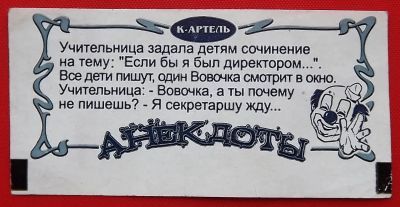 К-АРТЕЛЬ
Учительница задала детям сочинение
на тему: "Если бы я был директором...".
Все дети пишут, один Вовочка смотрит в окно.
Учительница: - Вовочка, а ты почему
не пишешь? - Я секретаршу жду...
АНЕКДОТЫ